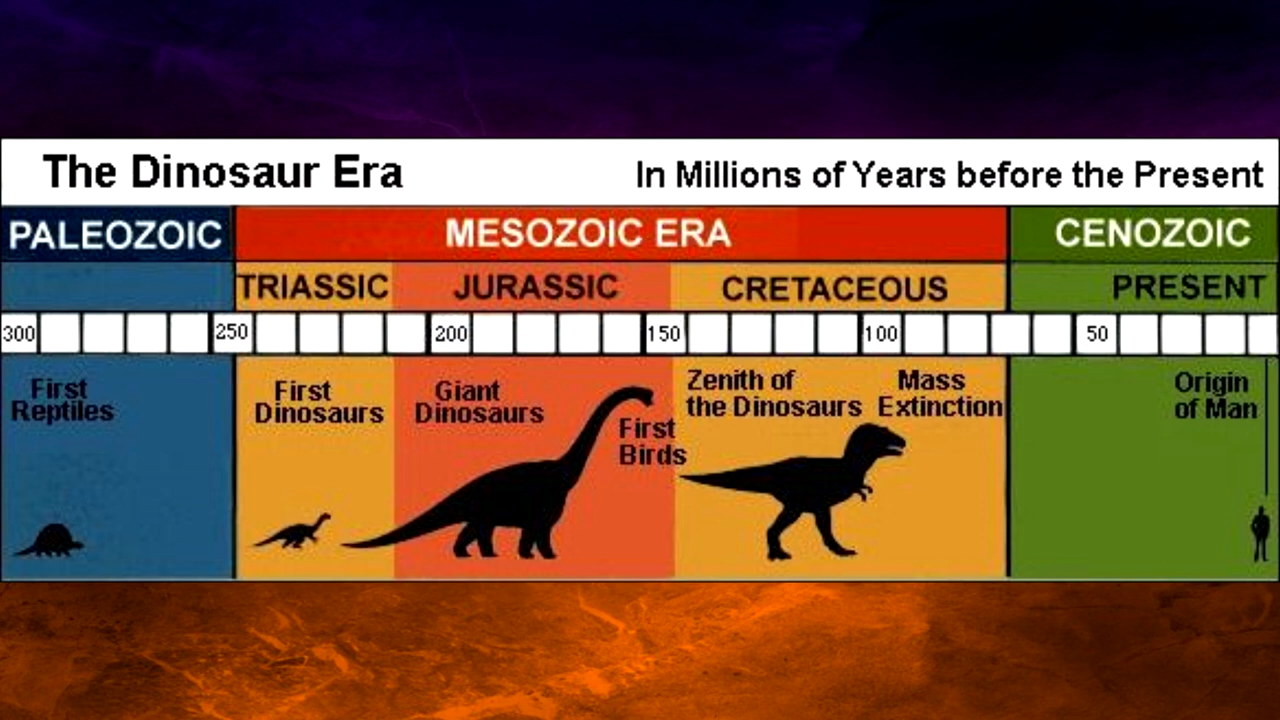 The Dinosaur Era
In Millions of Years before the Present
PALEOZOIC
MESOZOIC ERA
CENOZOIC
TRIASSIC
JURASSIC
CRETACEOUS
PRESENT
300
250
200
150
100
50
First
Reptiles
First
Dinosaurs
Giant
Dinosaurs
First
Birds
Zenith of
the Dinosaurs
Mass
Extinction
Origin
of Man